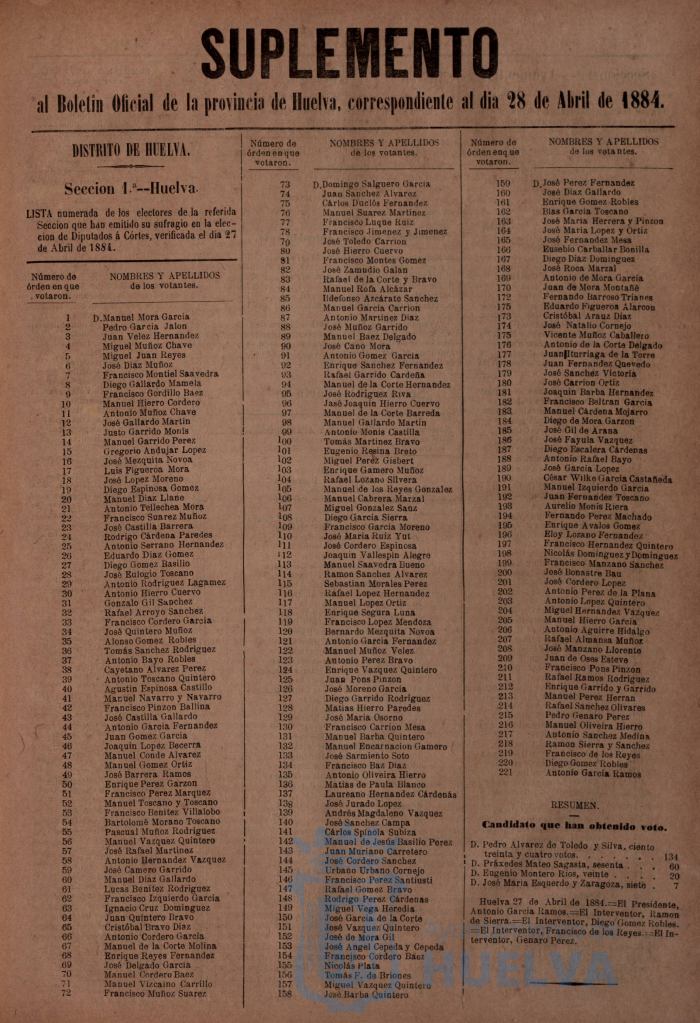 SUPLEMENTO
al Boletin Oficial de la provincia de Huelva, correspondiente al dia 28 de Abril de 1884.
DISTRITO DE HUELVA.
Seccion 1.ª--Huelva.
LISTA numerada de los electores de la referida
Seccion que han emitido su sufragio en la elec-
cion de Diputados á Córtes, verificada el dia 27
de Abril de 1884.
Número de órden en que votaron. NOMBRES Y APELLIDOS de los votantes.
1 D. Manuel Mora Garcia
2 Pedro Garcia Jalon
3 Juan Velez Hernandez
4 Miguel Muñoz Chave
5 Miguel Juan Reyes
6 José Diaz Muñoz
7 Francisco Montiel Saavedra
8 Diego Gallardo Mamela
9 Francisco Gordillo Baez
10 Manuel Hierro Cordero
11 Antonio Muñoz Chave
12 José Gallardo Martin
13 Justo Garrido Monis
14 Manuel Garrido Perez
15 Gregorio Andujar Lopez
16 José Mezquita Novoa
17 Luis Figueroa Mora
18 José Lopez Moreno
19 Diego Espinosa Gomez
20 Manuel Diaz Llane
21 Antonio Tellechea Mora
22 Francisco Suarez Muñoz
23 José Castilla Barrera
24 Rodrigo Cárdena Paredes
25 Antonio Serrano Hernandez
26 Eduardo Diaz Gomez
27 Diego Gomez Basilio
28 José Eulogio Toscano
29 Antonio Rodriguez Lagamez
30 Antonio Hierro Cuervo
31 Gonzalo Gil Sanchez
32 Rafael Arroyo Sanchez
33 Francisco Cordero Garcia
34 José Quintero Muñoz
35 Alonso Gomez Robles
36 Tomás Sanchez Rodriguez
37 Antonio Bayo Robles
38 Cayetano Alvarez Perez
39 Antonio Toscano Quintero
40 Agustin Espinosa Castillo
41 Manuel Navarro y Navarro
42 Francisco Pinzon Ballina
43 José Castilla Gallardo
44 Antonio Garcia Fernandez
45 Juan Gomez Garcia
46 Joaquin Lopez Becerra
47 Manuel Conde Alvarez
48 Manuel Gomez Ortiz
49 José Barrera Ramos
50 Enrique Perez Garzon
51 Francisco Perez Marquez
52 Manuel Toscano y Toscano
53 Francisco Benitez Villalobo
54 Bartolomé Morano Toscano
55 Pascual Muñoz Rodriguez
56 Manuel Vazquez Quintero
57 José Rafael Martinez
58 Antonio Hernandez Vazquez
59 José Camero Garrido
60 Manuel Diaz Gallardo
61 Lucas Benitez Rodriguez
62 Francisco Izquierdo Garcia
63 Ignacio Cruz Dominguez
64 Juan Quintero Bravo
65 Cristóbal Bravo Diaz
66 Antonio Cordero Garcia
67 Manuel de la Corte Molina
68 Enrique Reyes Fernandez
69 José Delgado Garcia
70 Manuel Cordero Baez
71 Manuel Vizcaino Carrillo
72 Francisco Muñoz Suarez
Número de órden en que votaron. NOMBRES Y APELLIDOS de los votantes.
73 D. Domingo Salguero Garcia
74 Juan Sanchez Alvarez
75 Cárlos Duclós Fernandez
76 Manuel Suarez Martinez
77 Francisco Luque Ruiz
78 Francisco Jimenez y Jimenez
79 José Toledo Carrion
80 José Hierro Cuervo
81 Francisco Montes Gomez
82 José Zamudio Galan
83 Rafael de la Corte y Bravo
84 Manuel Rofa Alcázar
85 Ildefonso Azcárate Sanchez
86 Manuel Garcia Carrion
87 Antonio Martinez Diaz
88 José Muñoz Garrido
89 Manuel Baez Delgado
90 José Cano Mora
91 Antonio Gomez Garcia
92 Enrique Sanchez Fernandez
93 Rafael Garrido Cardeña
94 Manuel de la Corte Hernandez
95 José Rodriguez Riva
96 José Joaquin Hierro Cuervo
97 Manuel de la Corte Barreda
98 Manuel Gallardo Martin
99 Antonio Monis Castilla
100 Tomás Martinez Bravo
101 Eugenio Resina Breto
102 Miguel Perez Gisbert
103 Enrique Gamero Muñoz
104 Rafael Lozano Silvera
105 Manuel de los Reyes Gonzalez
106 Manuel Cabrera Marzal
107 Miguel Gonzalez Sanz
108 Diego Garcia Sierra
109 Francisco Garcia Moreno
110 José Maria Ruiz Yut
111 José Cordero Espinosa
112 Joaquin Vallespin Alegre
113 Manuel Saavedra Bueno
114 Ramon Sanchez Alvarez
115 Sebastian Morales Perez
116 Rafael Lopez Hernandez
117 Manuel Lopez Ortiz
118 Enrique Segura Luna
119 Francisco Lopez Mendoza
120 Bernardo Mezquita Novoa
121 Antonio Garcia Fernandez
122 Manuel Muñoz Velez
123 Antonio Perez Bravo
124 Enrique Vazquez Quintero
125 Juan Pons Pinzon
126 José Moreno Garcia
127 Diego Garrido Rodriguez
128 Matías Hierro Paredes
129 José Maria Osorno
130 Francisco Carrion Mesa
131 Manuel Barba Quintero
132 Manuel Encarnacion Gamero
133 José Sarmiento Soto
134 Francisco Baz Diaz
135 Antonio Oliveira Hierro
136 Matías de Paula Blanco
137 Laureano Hernandez Cárdenas
138 José Jurado Lopez
139 Andrés Magdaleno Vazquez
140 José Sanchez Campa
141 Cárlos Spínola Subiza
142 Manuel de Jesús Basilio Perez
143 Juan Muriano Carretero
144 José Cordero Sanchez
145 Urbano Urbano Cornejo
146 Francisco Perez Santiusti
147 Rafael Gomez Bravo
148 Rodrigo Perez Cárdenas
149 Miguel Vega Heredia
150 José Garcia de la Corte
151 José Vazquez Quintero
152 José de Mora Gil
153 José Angel Cepeda y Cepeda
154 Francisco Cordero Baez
155 Nicolás Plata
156 Tomás F. de Briones
157 Miguel Vazquez Quintero
158 José Barba Quintero
Número de órden en que votaron. NOMBRES Y APELLIDOS de los votantes.
159 D. José Perez Fernandez
160 José Diaz Gallardo
161 Enrique Gomez Robles
162 Blas Garcia Toscano
163 José Maria Herrera y Pinzon
164 José Maria Lopez y Ortiz
165 José Fernandez Mesa
166 Eusebio Carballar Bonilla
167 Diego Diaz Dominguez
168 José Roca Marzal
169 Antonio de Mora Garcia
170 Juan de Mora Montañé
172 Fernando Barroso Trianes
175 Eduardo Figueroa Alarcon
173 Cristóbal Arauz Diaz
174 José Natalio Cornejo
175 Vicente Muñoz Caballero
176 Antonio de la Corte Delgado
177 Juan Iturriaga de la Torre
178 Juan Fernandez Quevedo
179 José Sanchez Victoria
180 José Carrion Ortiz
181 Joaquin Barba Hernandez
182 Francisco Beltran Garcia
183 Manuel Cárdena Mojarro
184 Diego de Mora Garzon
185 José Gil de Arana
186 José Fayula Vazquez
187 Diego Escalera Cárdenas
188 Antonio Rafael Bayo
189 José Garcia Lopez
190 César Wilke Garcia Castañeda
191 Manuel Izquierdo Garcia
192 Juan Fernandez Toscano
193 Aurelio Monis Riera
194 Fernando Perez Machado
195 Enrique Avalos Gomez
196 Eloy Lozano Fernandez
197 Francisco Hernandez Quintero
198 Nicolás Dominguez y Dominguez
199 Francisco Manzano Sanchez
200 José Bonastre Bau
201 José Cordero Lopez
202 Antonio Perez de la Plana
203 Antonio Lopez Quintero
204 Miguel Hernandez Vazquez
205 Manuel Hierro Garcia
206 Antonio Aguirre Hidalgo
207 Rafael Almansa Muñoz
208 José Manzano Llorente
209 Juan de Oses Esteve
210 Francisco Pons Pinzon
211 Rafael Ramos Rodriguez
212 Enrique Garrido y Garrido
213 Manuel Perez Herran
214 Rafael Sanchez Olivares
215 Pedro Genaro Perez
216 Manuel Oliveira Hierro
217 Antonio Sanchez Medina
218 Ramon Sierra y Sanchez
219 Francisco de los Reyes
220 Diego Gomez Robles
221 Antonio Garcia Ramos
RESUMEN.
Candidato que han obtenido voto.
D. Pedro Alvarez de Toledo y Silva, ciento
treinta y cuatro votos. . . . . . . 134
D. Práxedes Mateo Sagasta, sesenta . . 60
D. Eugenio Montero Rios, veinte . . . . 20
D. José Maria Esquerdo y Zaragoza, siete . 7
Huelva 27 de Abril de 1884.=El Presidente,
Antonio Garcia Ramos.=El Interventor, Ramon
de Sierra.=El Interventor, Diego Gomez Robles.
=El Interventor, Francisco de los Reyes.=El In-
terventor, Genaro Perez.
HUELVA